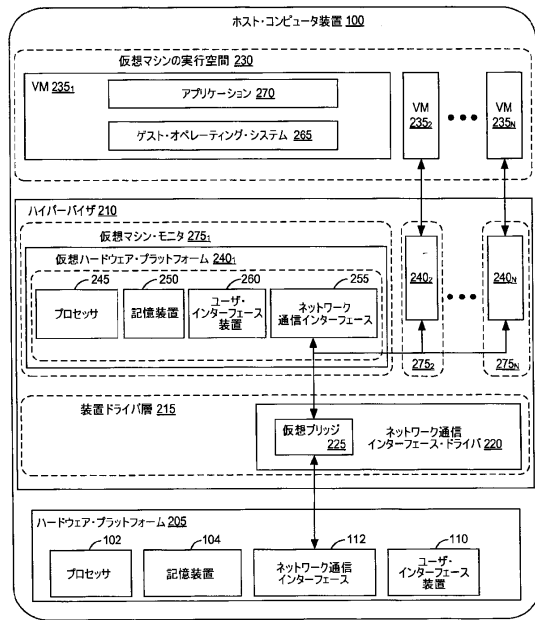 ホスト・コンピュータ装置 100
仮想マシンの実行空間 230
VM 235₁
アプリケーション 270
ゲスト・オペレーティング・システム 265
VM
235₂
VM
235N
ハイパーバイザ 210
仮想マシン・モニタ 275₁
仮想ハードウェア・プラットフォーム 240₁
245
250
260
255
プロセッサ
記憶装置
ユーザ・
インターフェース
装置
ネットワーク
通信インターフェース
240₂
240N
275₂
275N
装置ドライバ層 215
仮想ブリッジ
225
ネットワーク通信
インターフェース・ドライバ 220
ハードウェア・プラットフォーム 205
102
104
112
110
プロセッサ
記憶装置
ネットワーク通信
インターフェース
ユーザ・
インターフェース
装置